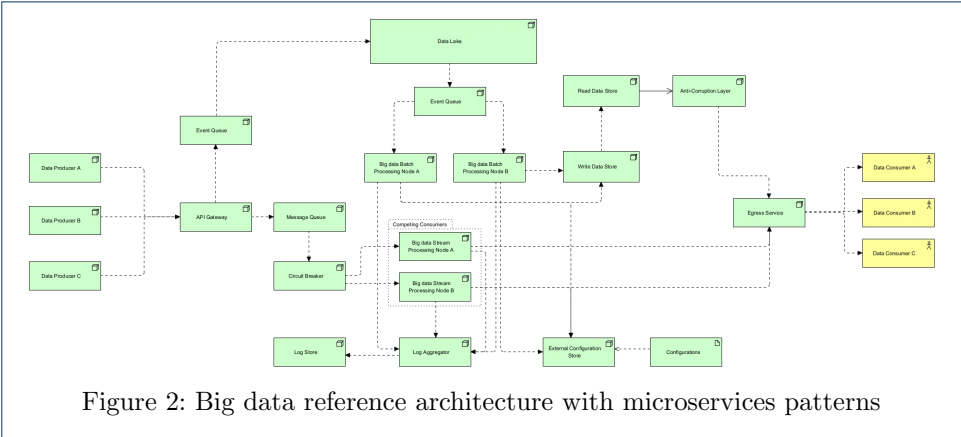 Data Lake
Read Data Store
Anti-Corruption Layer
Event Queue
Event Queue
Data Producer A
Big data Batch
Processing Node A
Big data Batch
Processing Node B
Write Data Store
Data Consumer A
Data Producer B
API Gateway
Message Queue
Egress Service
Data Consumer B
Competing Consumers
Big data Stream
Processing Node A
Data Consumer C
Data Producer C
Circuit Breaker
Big data Stream
Processing Node B
Log Store
Log Aggregator
External Configuration
Store
Configurations
Figure 2: Big data reference architecture with microservices patterns